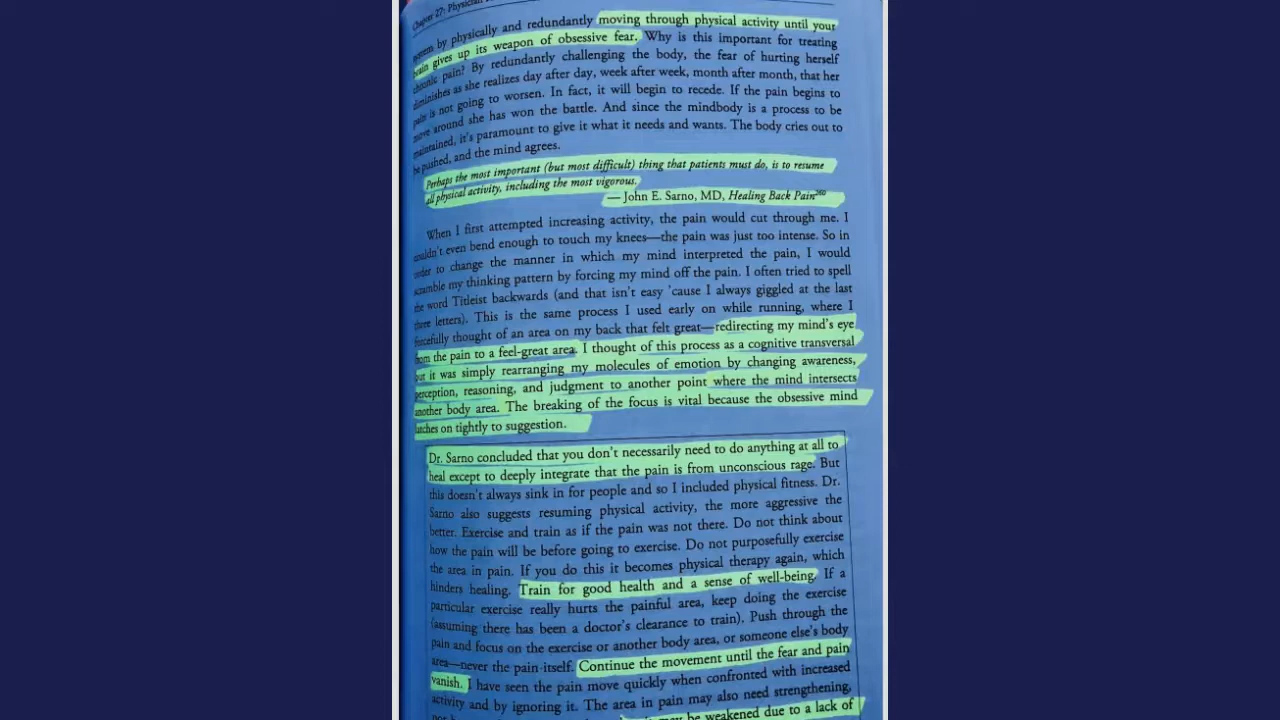 Chapter 27: Physician
by physically and redundantly moving through physical activity until your
brain gives up its weapon of obsessive fear. Why is this important for treating
chronic pain? By redundantly challenging the body, the fear of hurting herself
diminishes as she realizes day after day, week after week, month after month, that her
pain is not going to worsen. In fact, it will begin to recede. If the pain begins to
move around she has won the battle. And since the mindbody is a process to be
maintained, it's paramount to give it what it needs and wants. The body cries out to
be pushed, and the mind agrees.
Perhaps the most important (but most difficult) thing that patients must do, is to resume
all physical activity, including the most vigorous.
— John E. Sarno, MD, Healing Back Pain260
When I first attempted increasing activity, the pain would cut through me. I
couldn't even bend enough to touch my knees—the pain was just too intense. So in
order to change the manner in which my mind interpreted the pain, I would
scramble my thinking pattern by forcing my mind off the pain. I often tried to spell
the word Titleist backwards (and that isn't easy 'cause I always giggled at the last
three letters). This is the same process I used early on while running, where I
forcefully thought of an area on my back that felt great—redirecting my mind's eye
from the pain to a feel-great area. I thought of this process as a cognitive transversal
but it was simply rearranging my molecules of emotion by changing awareness,
perception, reasoning, and judgment to another point where the mind intersects
another body area. The breaking of the focus is vital because the obsessive mind
latches on tightly to suggestion.
Dr. Sarno concluded that you don't necessarily need to do anything at all to
heal except to deeply integrate that the pain is from unconscious rage. But
this doesn't always sink in for people and so I included physical fitness. Dr.
Sarno also suggests resuming physical activity, the more aggressive the
better. Exercise and train as if the pain was not there. Do not think about
how the pain will be before going to exercise. Do not purposefully exercise
the area in pain. If you do this it becomes physical therapy again, which
hinders healing. Train for good health and a sense of well-being. If a
particular exercise really hurts the painful area, keep doing the exercise
(assuming there has been a doctor's clearance to train). Push through the
pain and focus on the exercise or another body area, or someone else's body
area—never the pain itself. Continue the movement until the fear and pain
vanish. I have seen the pain move quickly when confronted with increased
activity and by ignoring it. The area in pain may also need strengthening,
may be weakened due to a lack of